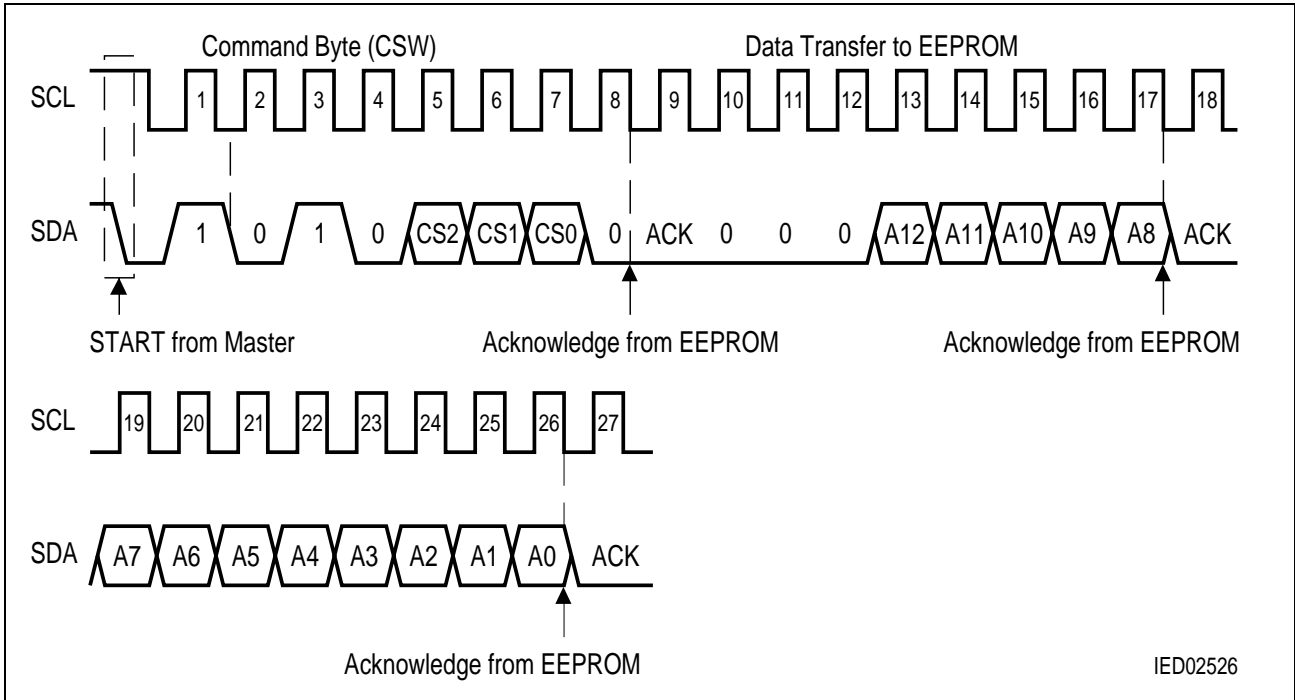 Command Byte (CSW) Data Transfer to EEPROM
SCL 1 2 3 4 5 6 7 8 9 10 11 12 13 14 15 16 17 18
SDA 1 0 1 0 CS2 CS1 CS0 0 ACK 0 0 0 A12 A11 A10 A9 A8 ACK
START from Master Acknowledge from EEPROM Acknowledge from EEPROM
SCL 19 20 21 22 23 24 25 26 27
SDA A7 A6 A5 A4 A3 A2 A1 A0 ACK
Acknowledge from EEPROM IED02526